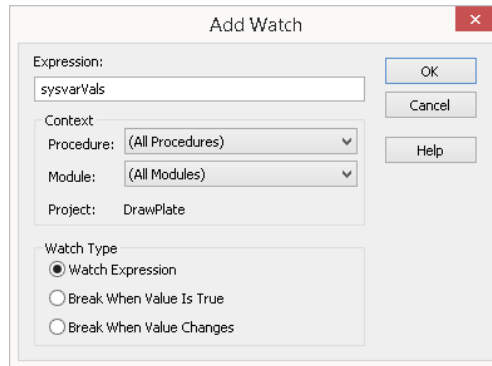 Add Watch
Expression:
sysvarVals
OK
Cancel
Help
Context
Procedure: (All Procedures)
Module: (All Modules)
Project: DrawPlate
Watch Type
Watch Expression
Break When Value Is True
Break When Value Changes